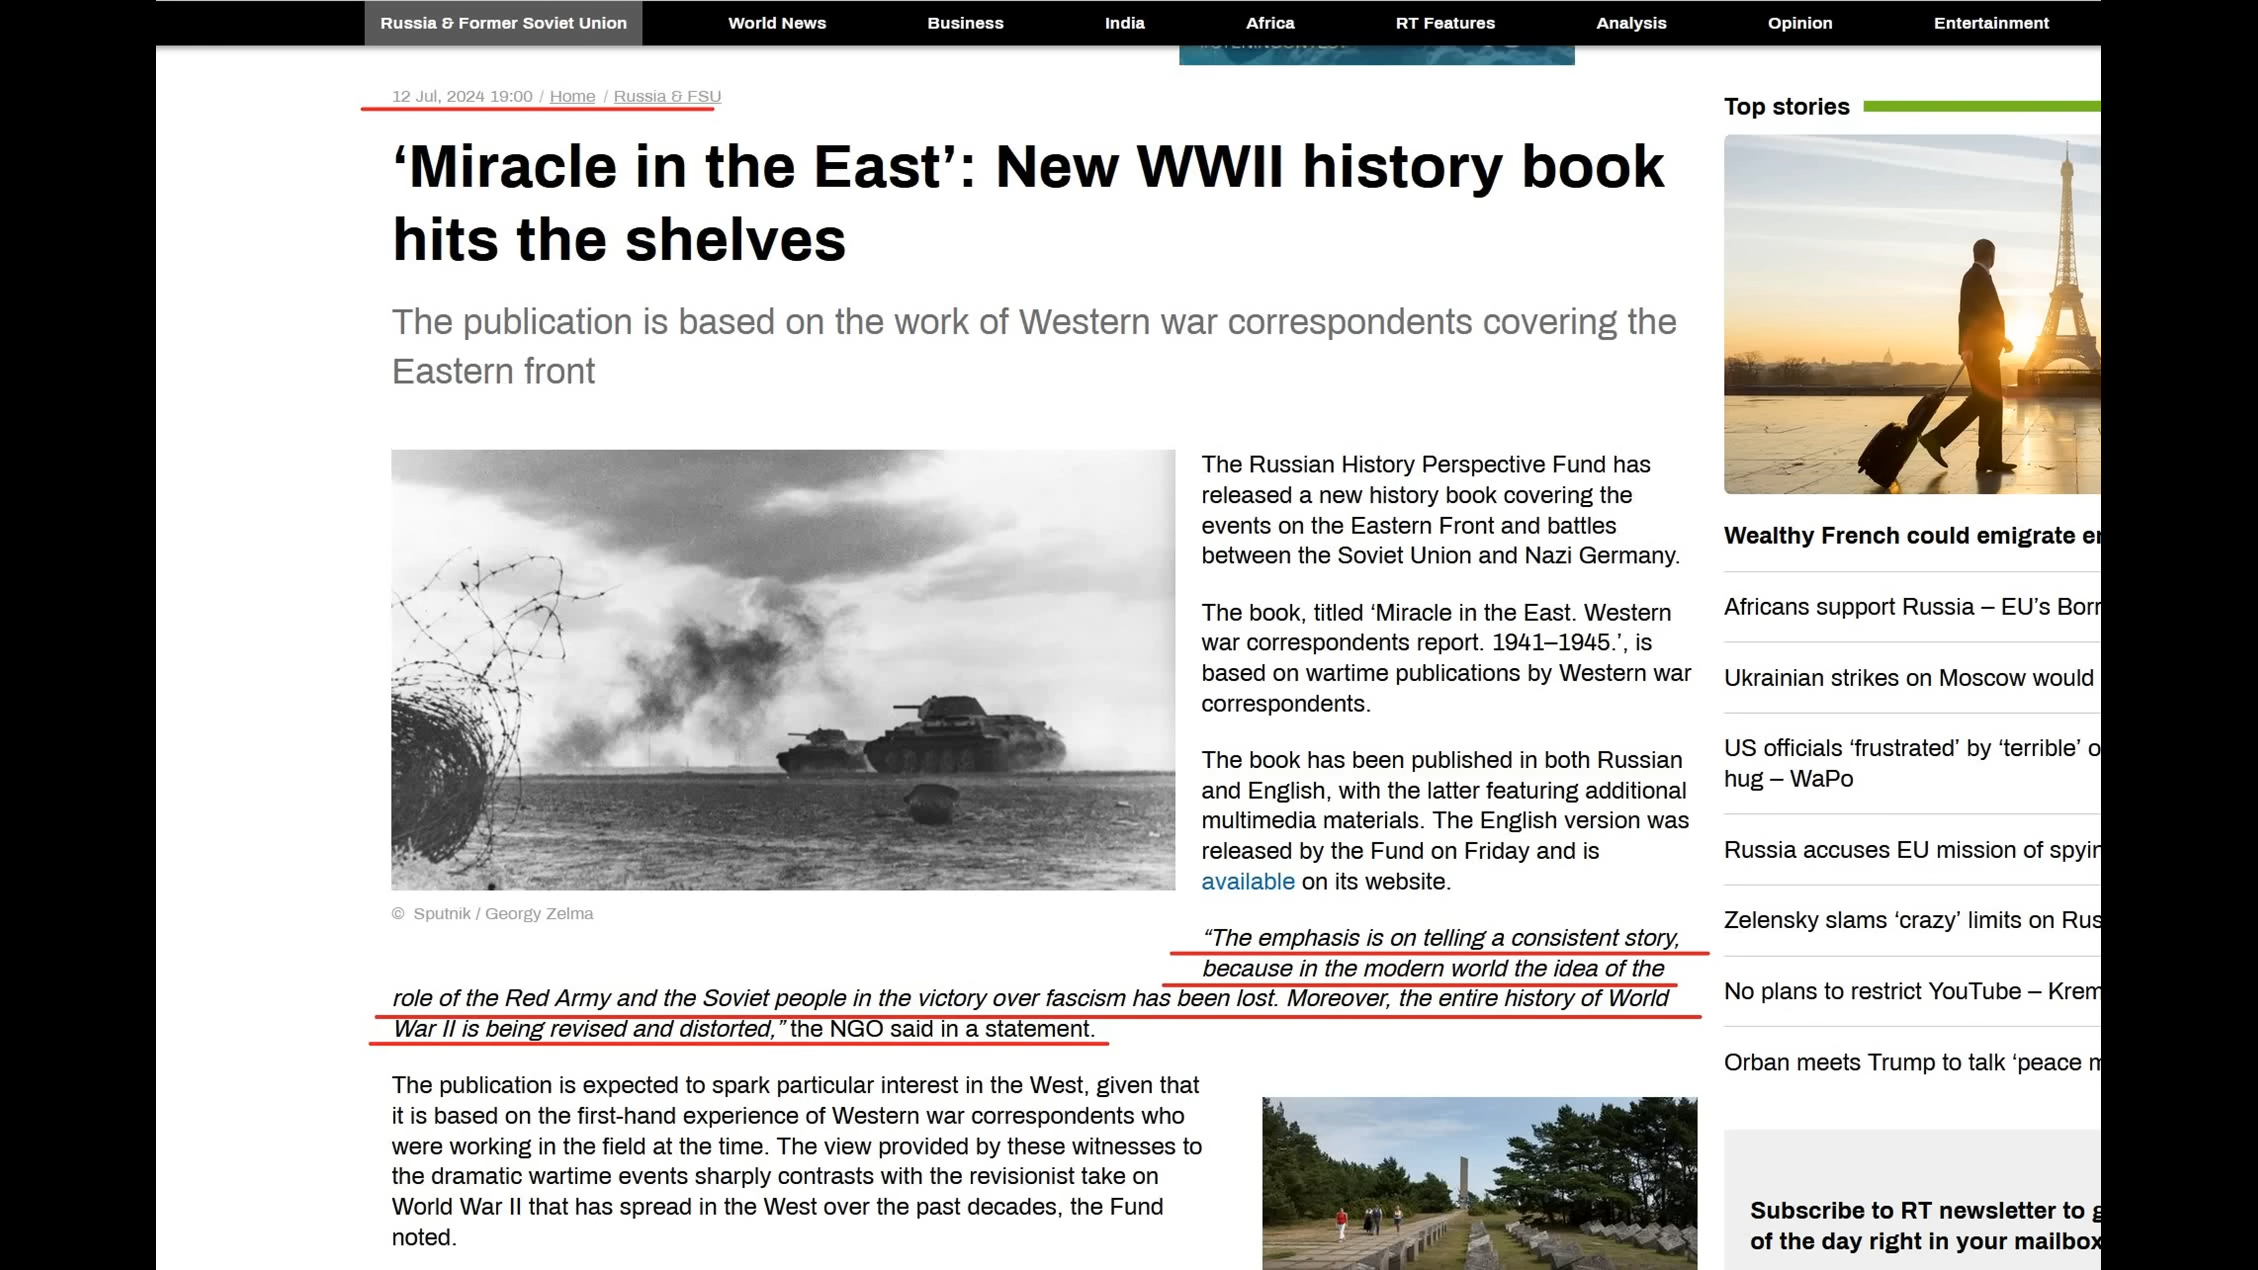 Russia & Former Soviet Union
World News
Business
India
Africa
RT Features
Analysis
Opinion
Entertainment
12 Jul, 2024 19:00 / Home / Russia & FSU
‘Miracle in the East’: New WWII history book
hits the shelves
The publication is based on the work of Western war correspondents covering the
Eastern front
© Sputnik / Georgy Zelma
The Russian History Perspective Fund has
released a new history book covering the
events on the Eastern Front and battles
between the Soviet Union and Nazi Germany.
The book, titled ‘Miracle in the East. Western
war correspondents report. 1941–1945.’, is
based on wartime publications by Western war
correspondents.
The book has been published in both Russian
and English, with the latter featuring additional
multimedia materials. The English version was
released by the Fund on Friday and is
available on its website.
“The emphasis is on telling a consistent story,
because in the modern world the idea of the
role of the Red Army and the Soviet people in the victory over fascism has been lost. Moreover, the entire history of World
War II is being revised and distorted,” the NGO said in a statement.
The publication is expected to spark particular interest in the West, given that
it is based on the first-hand experience of Western war correspondents who
were working in the field at the time. The view provided by these witnesses to
the dramatic wartime events sharply contrasts with the revisionist take on
World War II that has spread in the West over the past decades, the Fund
noted.
Top stories
Wealthy French could emigrate
Africans support Russia – EU’s
Ukrainian strikes on Moscow would
US officials ‘frustrated’ by ‘terrible’
hug – WaPo
Russia accuses EU mission of
Zelensky slams ‘crazy’ limits on
No plans to restrict YouTube –
Orban meets Trump to talk ‘peace
Subscribe to RT newsletter to
of the day right in your mailbox